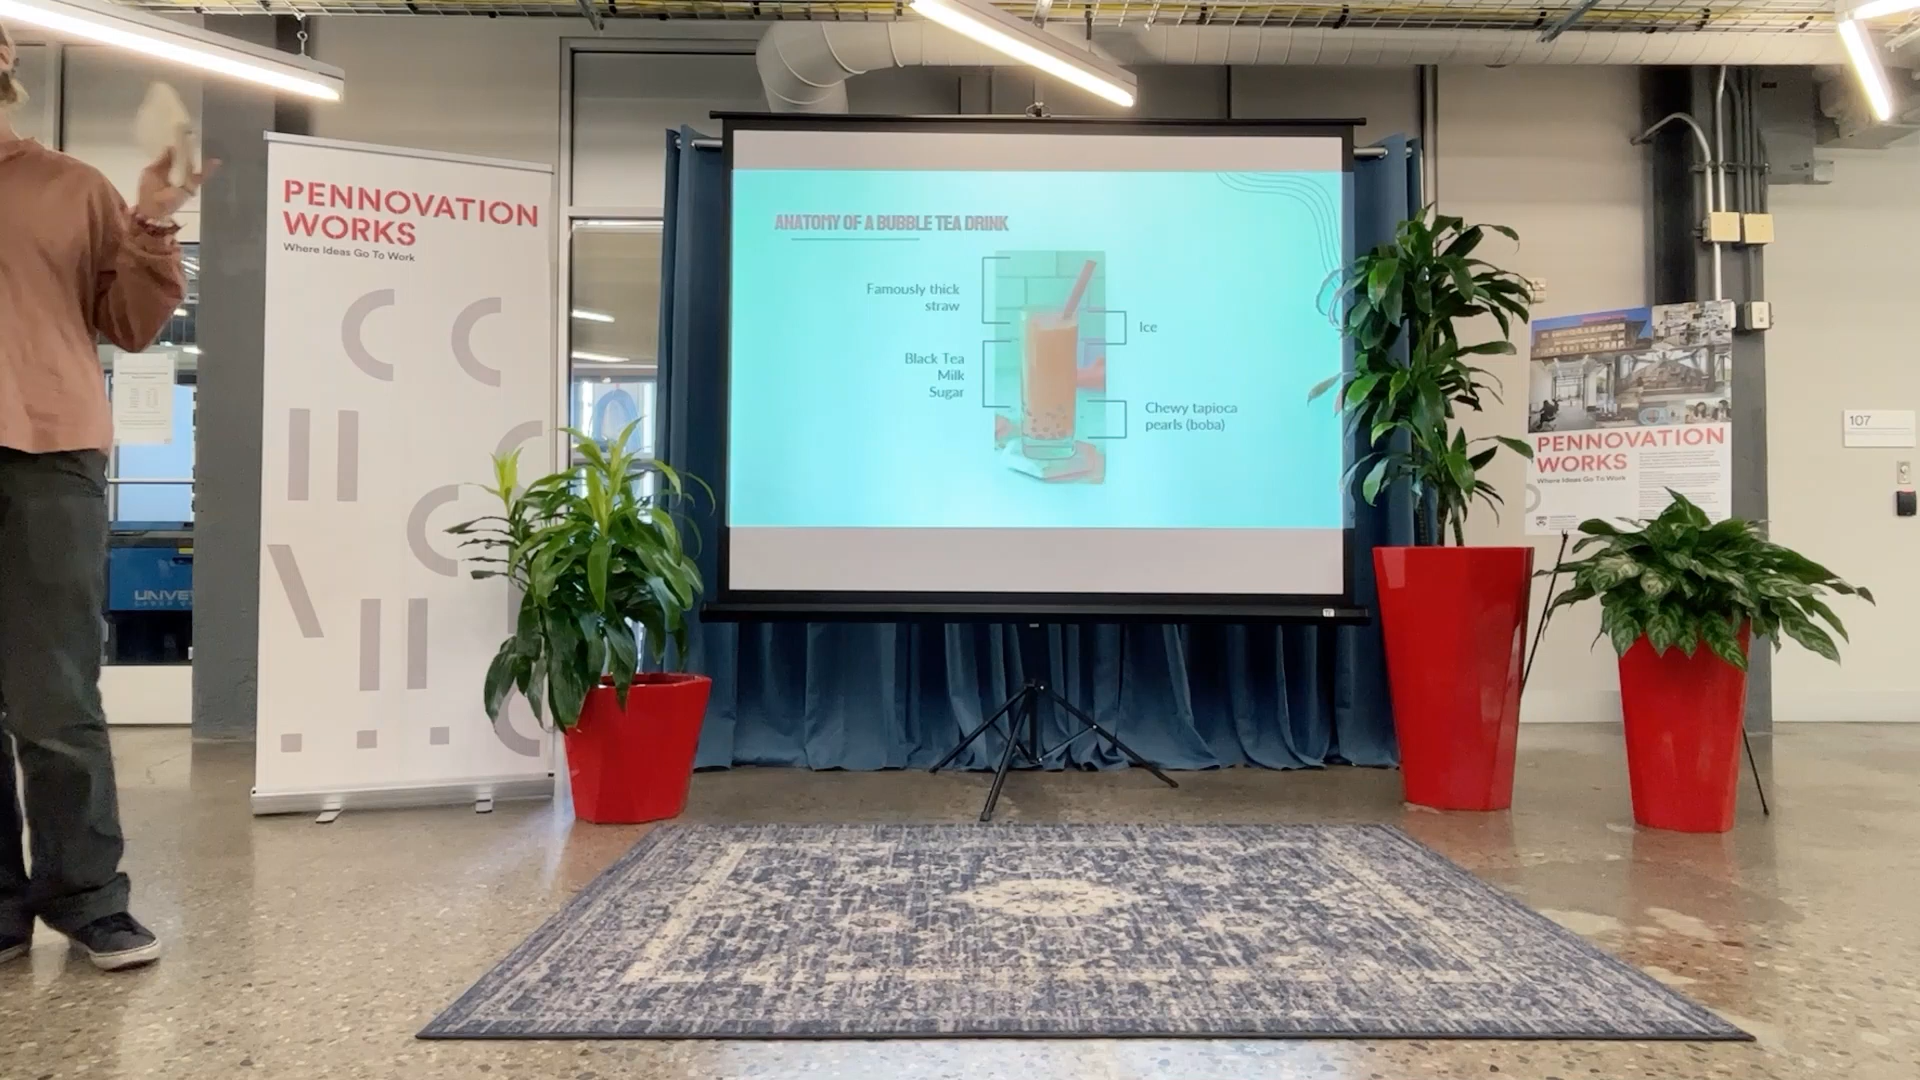 PENNOVATION
WORKS
Where Ideas Go To Work
ANATOMY OF A BUBBLE TEA DRINK
Famously thick
straw
Ice
Black Tea
Milk
Sugar
Chewy tapioca
pearls (boba)
PENNOVATION
WORKS
Where Ideas Go To Work
107